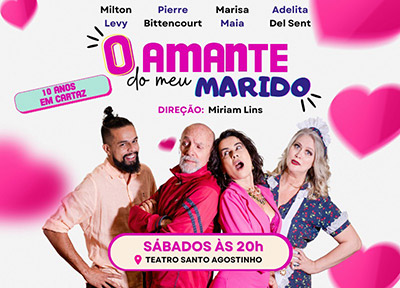 Milton Levy
Pierre Bittencourt
Marisa Maia
Adelita Del Sent
O AMANTE
do meu MARIDO
10 ANOS
EM CARTAZ
DIREÇÃO: Miriam Lins
SÁBADOS ÀS 20h
TEATRO SANTO AGOSTINHO